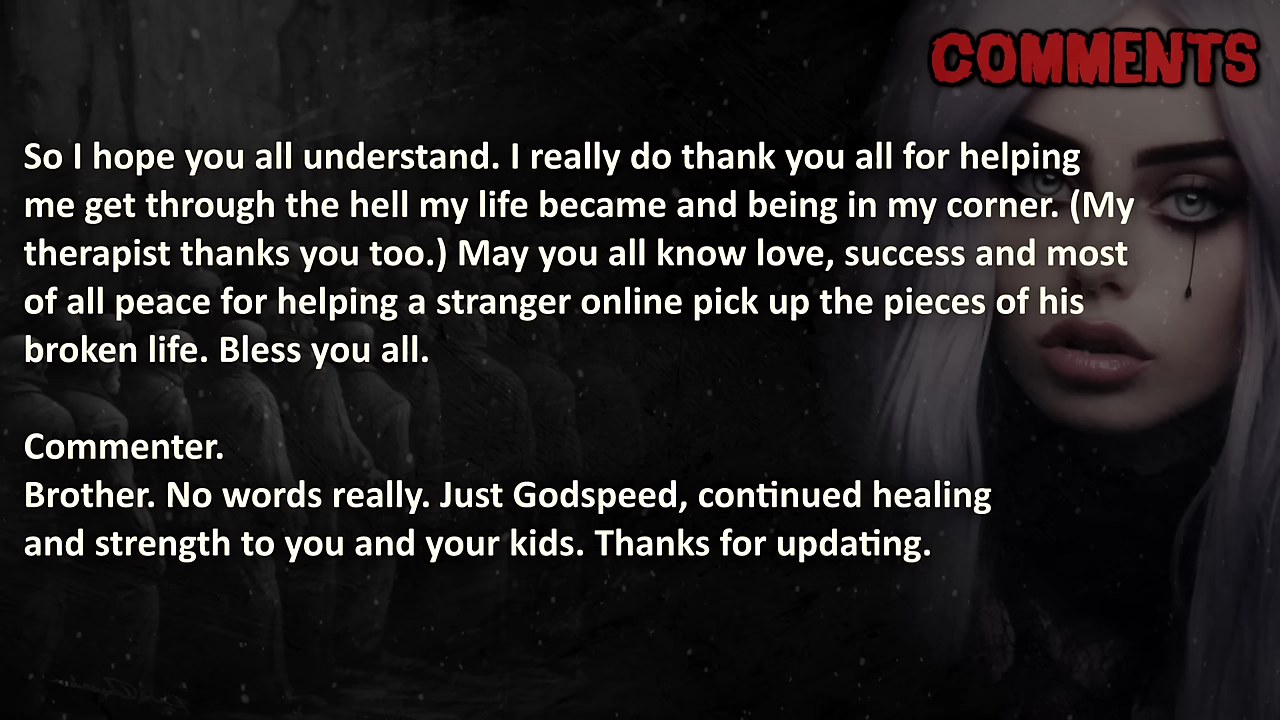 COMMENTS
So I hope you all understand. I really do thank you all for helping
me get through the hell my life became and being in my corner. (My
therapist thanks you too.) May you all know love, success and most
of all peace for helping a stranger online pick up the pieces of his
broken life. Bless you all.
Commenter.
Brother. No words really. Just Godspeed, continued healing
and strength to you and your kids. Thanks for updating.